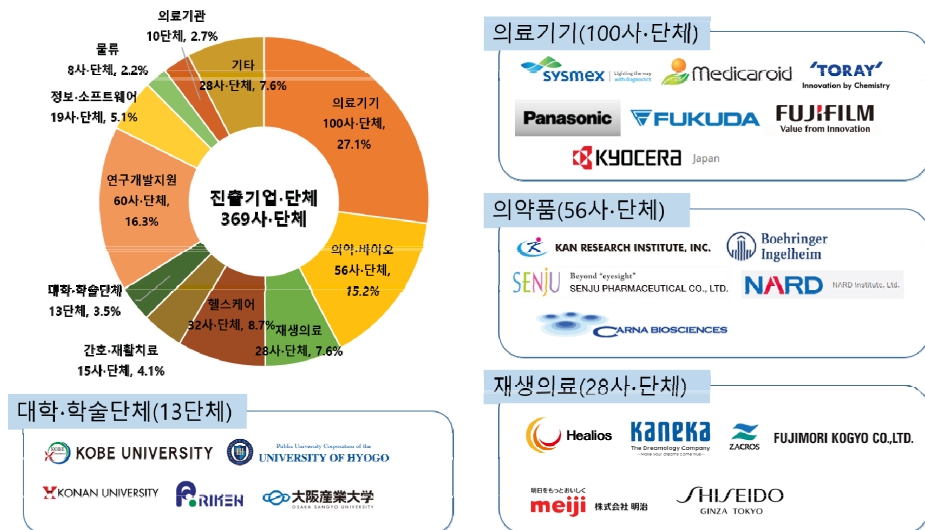 의료기관
10단체, 2.7%
물류
8사·단체, 2.2%
정보·소프트웨어
19사·단체, 5.1%
기타
28사·단체, 7.6%
의료기기
100사·단체,
27.1%
연구개발지원
60사·단체,
16.3%
진출기업·단체
369사·단체
의약·바이오
56사·단체,
15.2%
대학·학술단체
13단체, 3.5%
헬스케어
32사·단체, 8.7%
재생의료
28사·단체, 7.6%
간호·재활치료
15사·단체, 4.1%
의료기기(100사·단체)
sysmex
Lighting the way
with diagnostics
Medicaroid
'TORAY'
Innovation by Chemistry
Panasonic
FUKUDA
FUJIFILM
Value from Innovation
KYOCERA Japan
의약품(56사·단체)
KAN RESEARCH INSTITUTE, INC.
Boehringer
Ingelheim
SENJU
Beyond "eyesight"
SENJU PHARMACEUTICAL CO., LTD.
NARD NARD Institute, Ltd.
CARNA BIOSCIENCES
재생의료(28사·단체)
Healios
Kaneka
The Dreamology Company
—Make your dreams come true—
ZACROS
FUJIMORI KOGYO CO.,LTD.
明日をもっとおいしく
meiji 株式会社 明治
SHISEIDO
GINZA TOKYO
대학·학술단체(13단체)
KOBE
KOBE UNIVERSITY
Public University Corporation of the
UNIVERSITY OF HYOGO
KONAN UNIVERSITY
RIKEN
大阪産業大学
OSAKA SANGYO UNIVERSITY